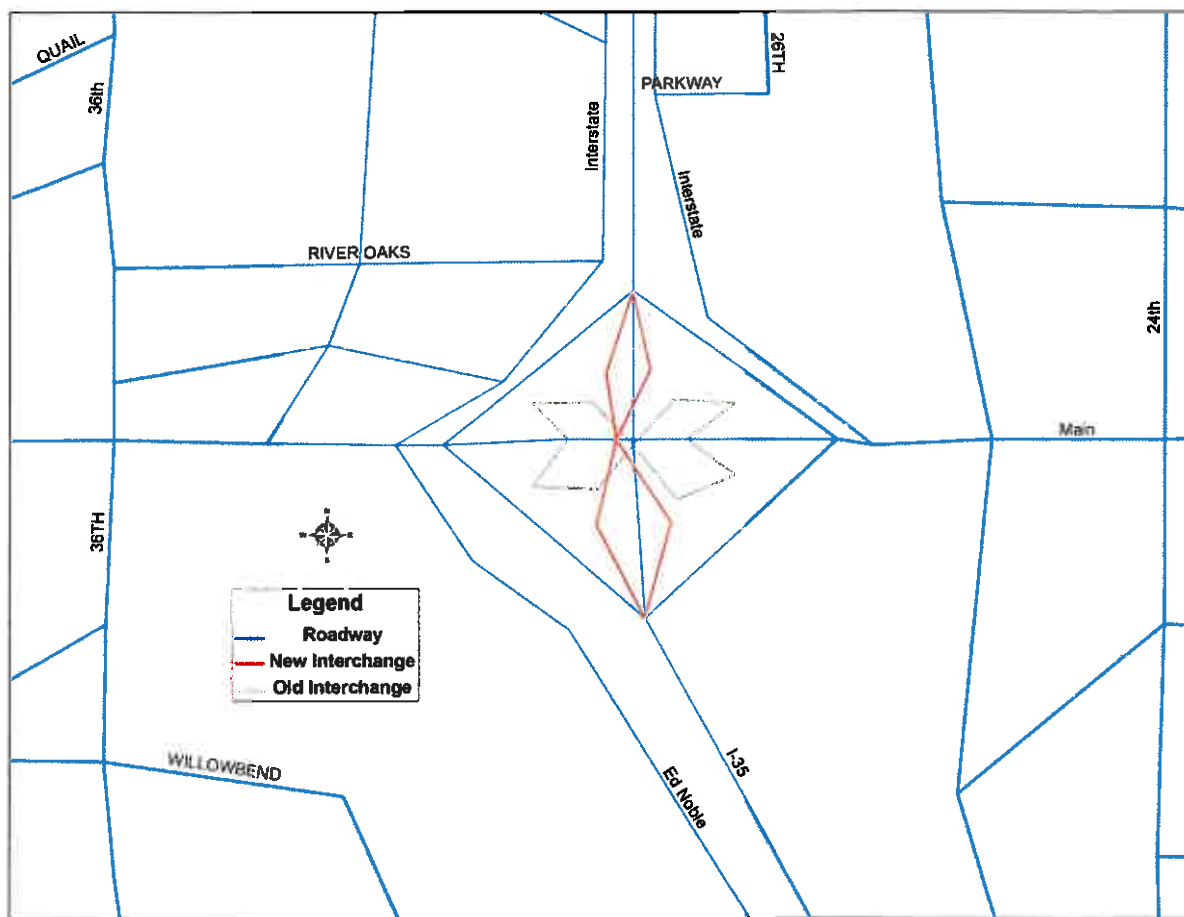 QUAIL
36th
Interstate
PARKWAY
26TH
Interstate
RIVER OAKS
24th
Main
36TH
Legend
Roadway
New Interchange
Old Interchange
WILLOWBEND
Ed Noble
I-35